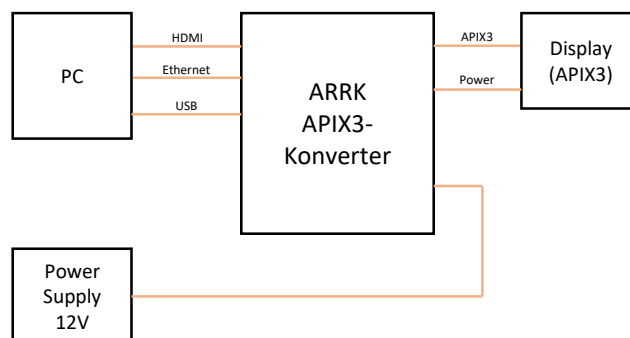 PC
HDMI
Ethernet
USB
ARRK
APIX3-
Konverter
APIX3
Power
Display
(APIX3)
Power
Supply
12V